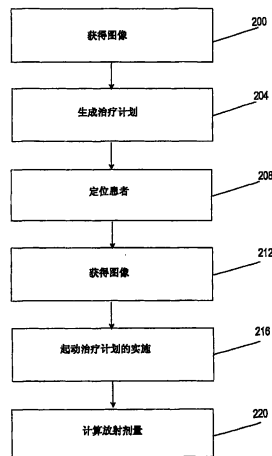 获得图像
200
生成治疗计划
204
定位患者
208
获得图像
212
起动治疗计划的实施
216
计算放射剂量
220